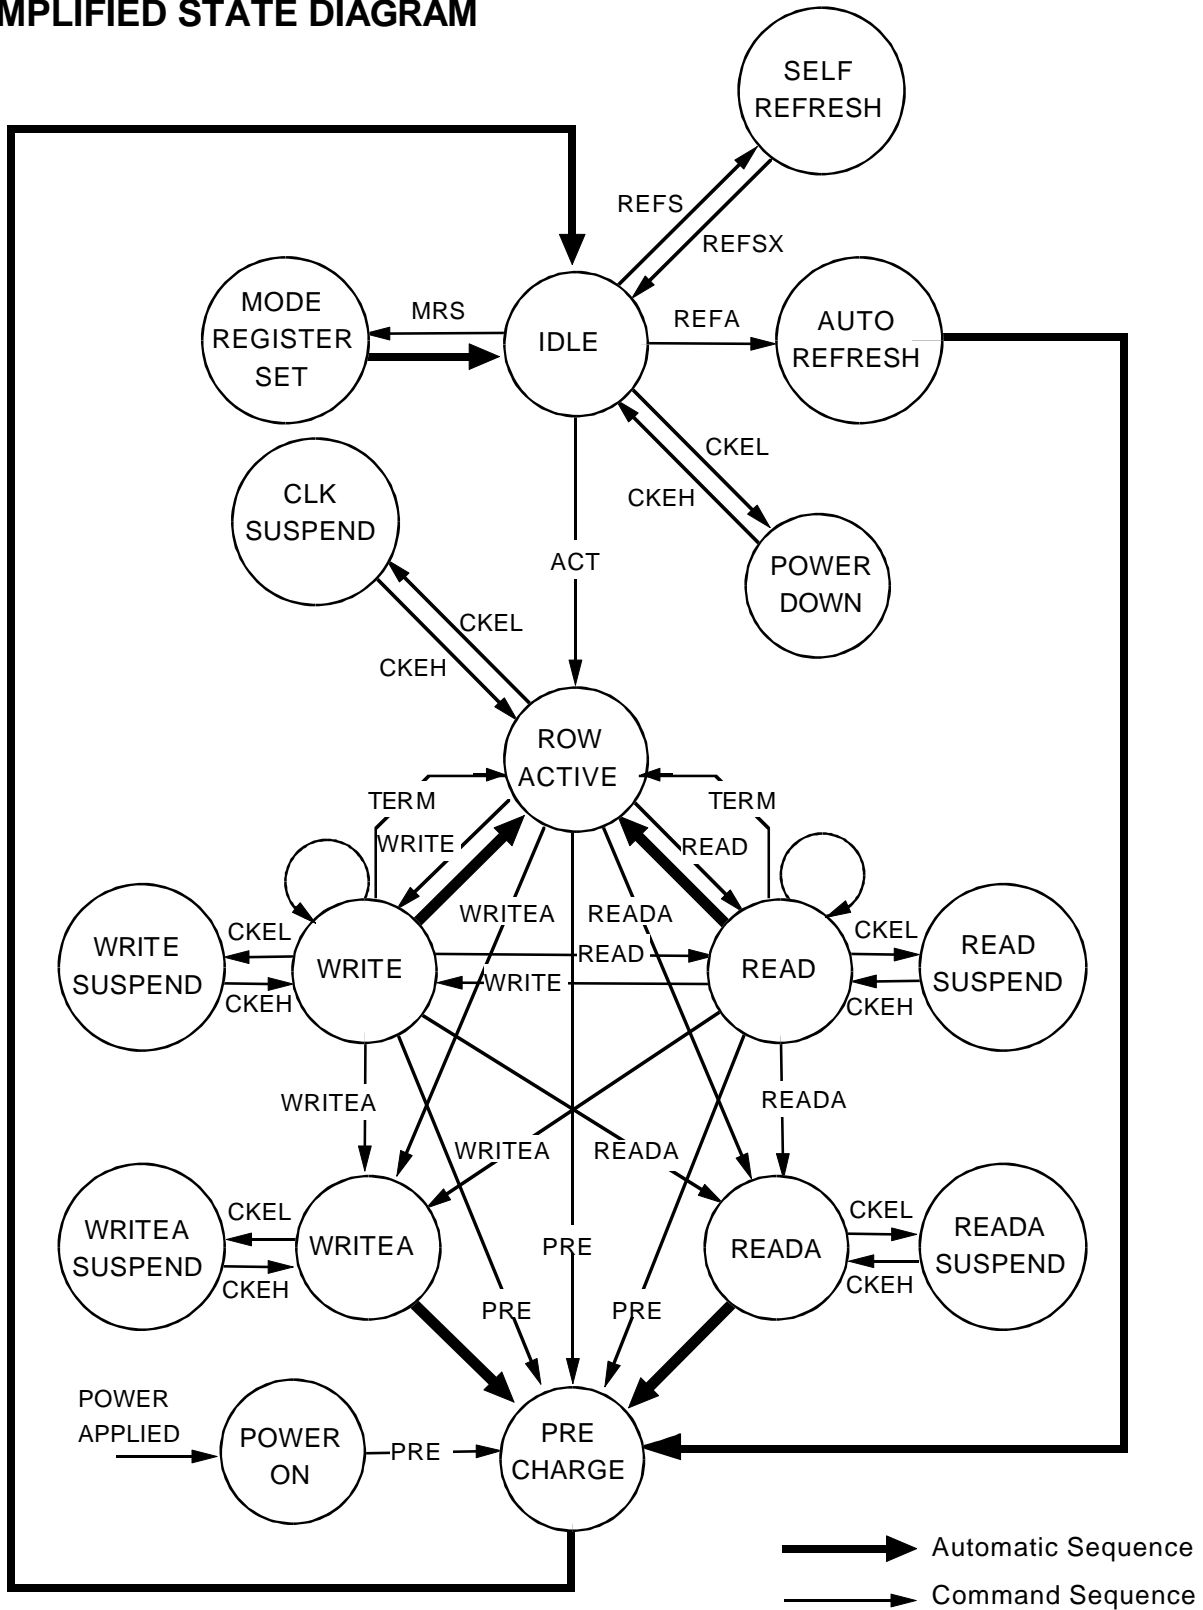 MPLIFIED STATE DIAGRAM
SELF
REFRESH
REFS
REFSX
MODE
REGISTER
SET
MRS
IDLE
REFA
AUTO
REFRESH
CKEL
CKEH
CLK
SUSPEND
POWER
DOWN
ACT
CKEL
CKEH
ROW
ACTIVE
TERM
TERM
WRITE
READ
WRITEA
READA
WRITE
SUSPEND
CKEL
CKEH
WRITE
READ
WRITE
READ
CKEL
CKEH
READ
SUSPEND
WRITEA
READA
WRITEA
READA
WRITEA
SUSPEND
CKEL
CKEH
WRITEA
PRE
READA
CKEL
CKEH
READA
SUSPEND
PRE
PRE
POWER
APPLIED
POWER
ON
PRE
PRE
CHARGE
Automatic Sequence
Command Sequence